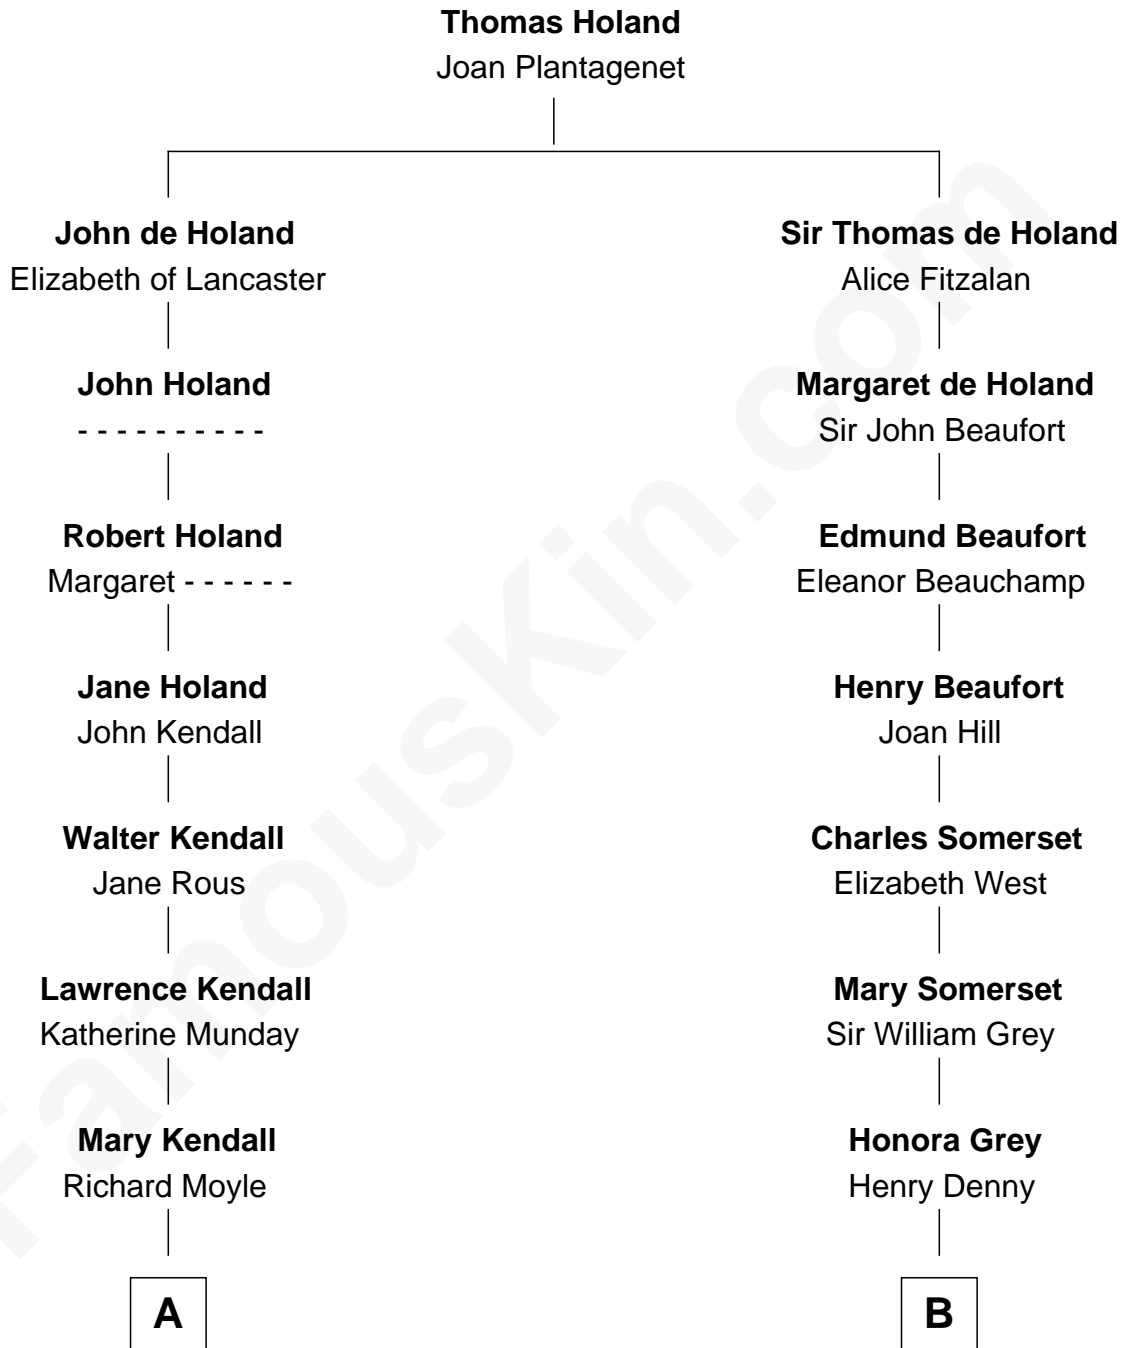 Thomas Holand
Joan Plantagenet
John de Holand
Elizabeth of Lancaster
Sir Thomas de Holand
Alice Fitzalan
John Holand
- - - - - - - - - -
Margaret de Holand
Sir John Beaufort
Robert Holand
Margaret - - - - - -
Edmund Beaufort
Eleanor Beauchamp
Jane Holand
John Kendall
Henry Beaufort
Joan Hill
Walter Kendall
Jane Rous
Charles Somerset
Elizabeth West
Lawrence Kendall
Katherine Munday
Mary Somerset
Sir William Grey
Mary Kendall
Richard Moyle
Honora Grey
Henry Denny
A
B
FamousKin.com